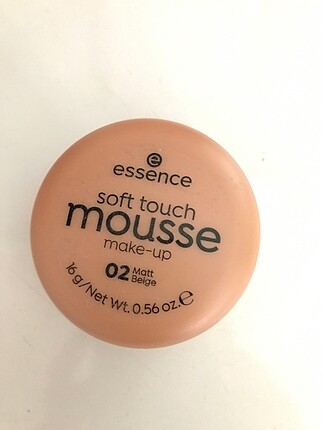 essence
soft touch
mousse
make-up
02 Matt
Beige
16 g/Net Wt. 0.56 oz.℮